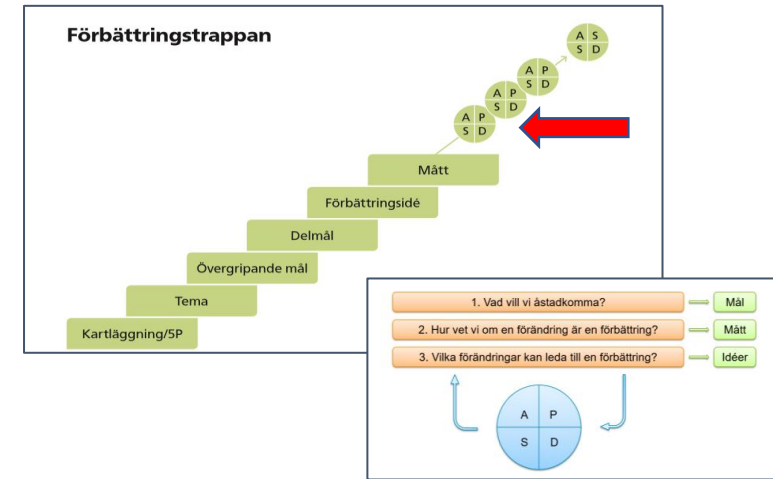 Förbättringstrappan
A S
S D
A P
S D
A P
S D
A P
S D
Mått
Förbättringsidé
Delmål
Övergripande mål
Tema
Kartläggning/5P
1. Vad vill vi åstadkomma?
Mål
2. Hur vet vi om en förändring är en förbättring?
Mått
3. Vilka förändringar kan leda till en förbättring?
Idéer
A P
S D